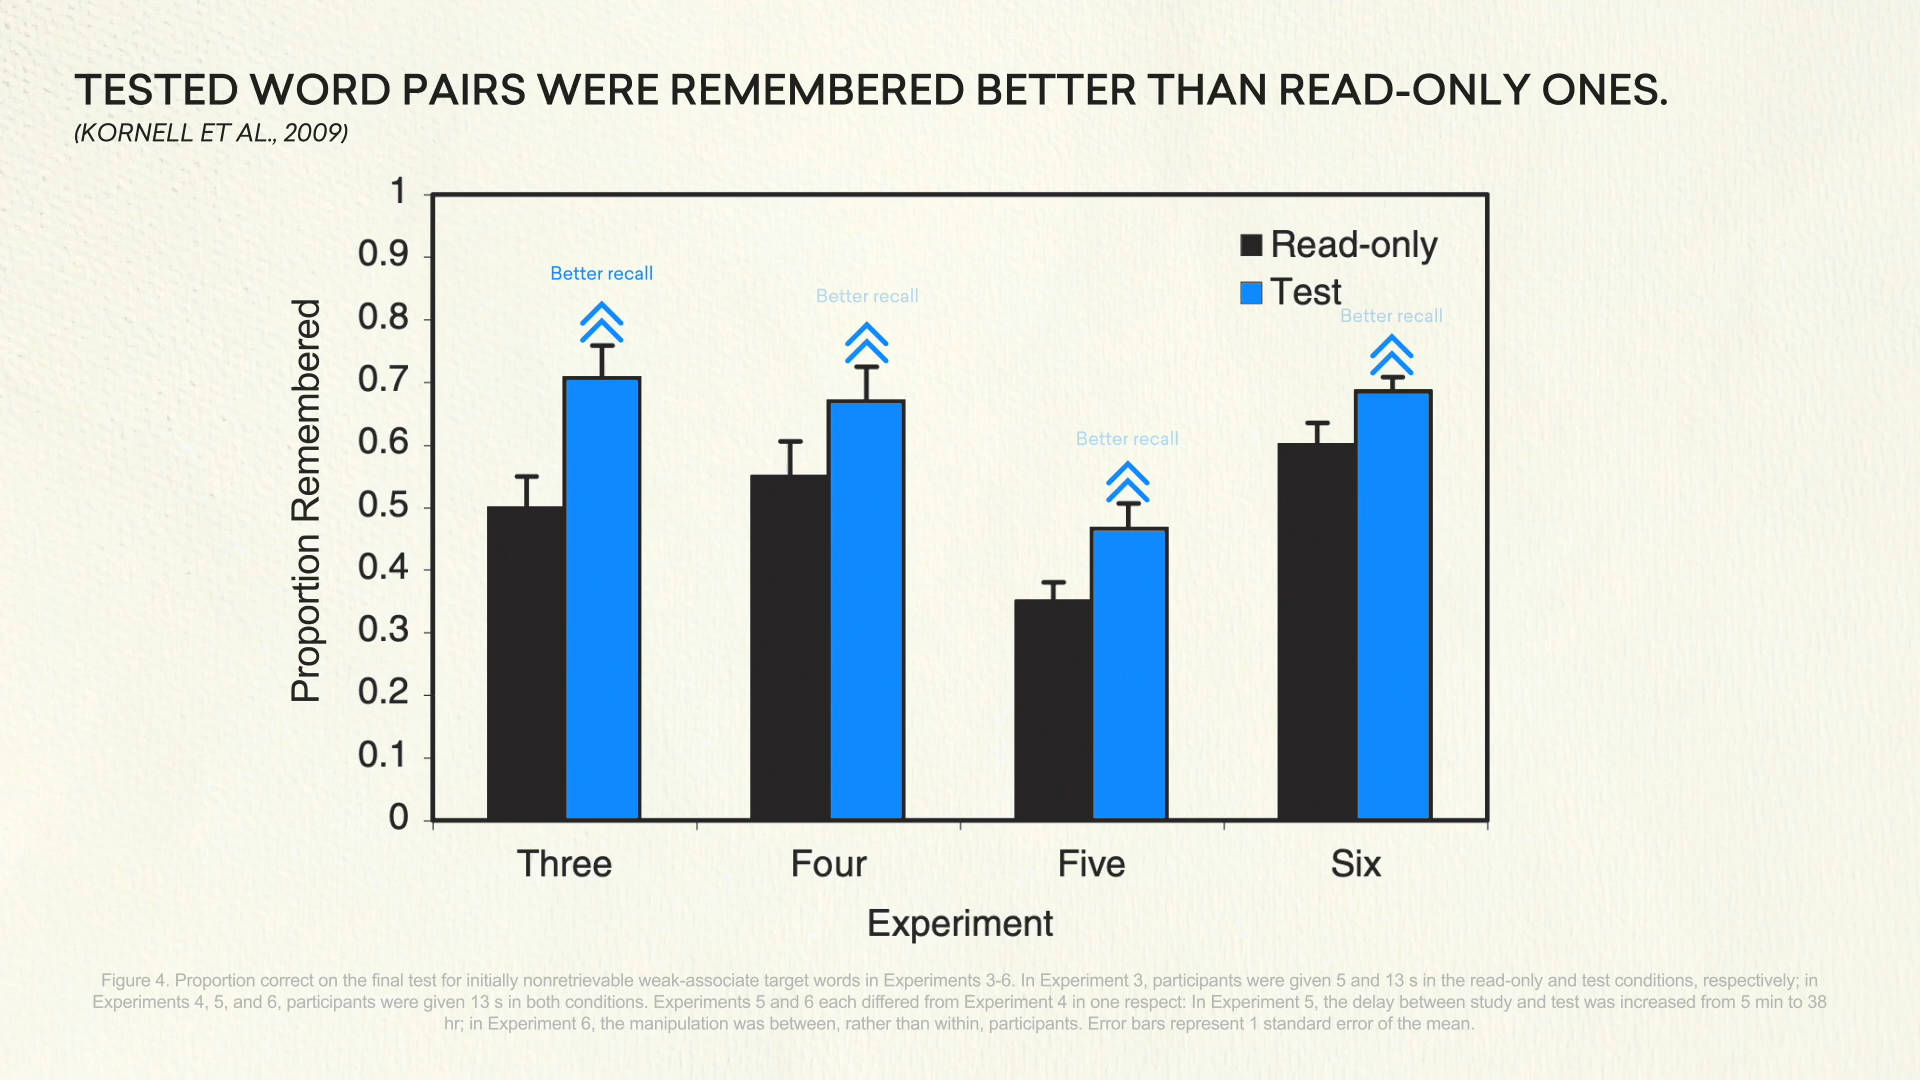 TESTED WORD PAIRS WERE REMEMBERED BETTER THAN READ-ONLY ONES.
(KORNELL ET AL., 2009)
1
0.9
0.8
0.7
0.6
0.5
0.4
0.3
0.2
0.1
0
Proportion Remembered
Read-only
Test
Better recall
Better recall
Better recall
Better recall
Three
Four
Five
Six
Experiment
Figure 4. Proportion correct on the final test for initially nonretrievable weak-associate target words in Experiments 3-6. In Experiment 3, participants were given 5 and 13 s in the read-only and test conditions, respectively; in
Experiments 4, 5, and 6, participants were given 13 s in both conditions. Experiments 5 and 6 each differed from Experiment 4 in one respect: In Experiment 5, the delay between study and test was increased from 5 min to 38
hr; in Experiment 6, the manipulation was between, rather than within, participants. Error bars represent 1 standard error of the mean.